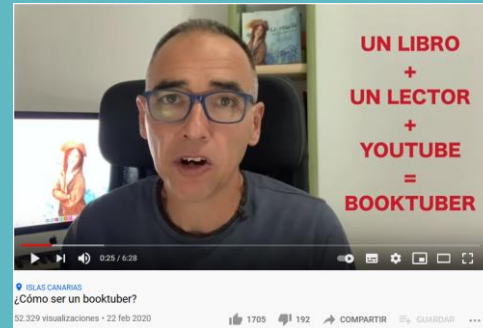 UN LIBRO
+
UN LECTOR
+
YOUTUBE
=
BOOKTUBER
0:25 / 6:28
ISLAS CANARIAS
¿Cómo ser un booktuber?
52.329 visualizaciones • 22 feb 2020
1705 192 COMPARTIR GUARDAR ...